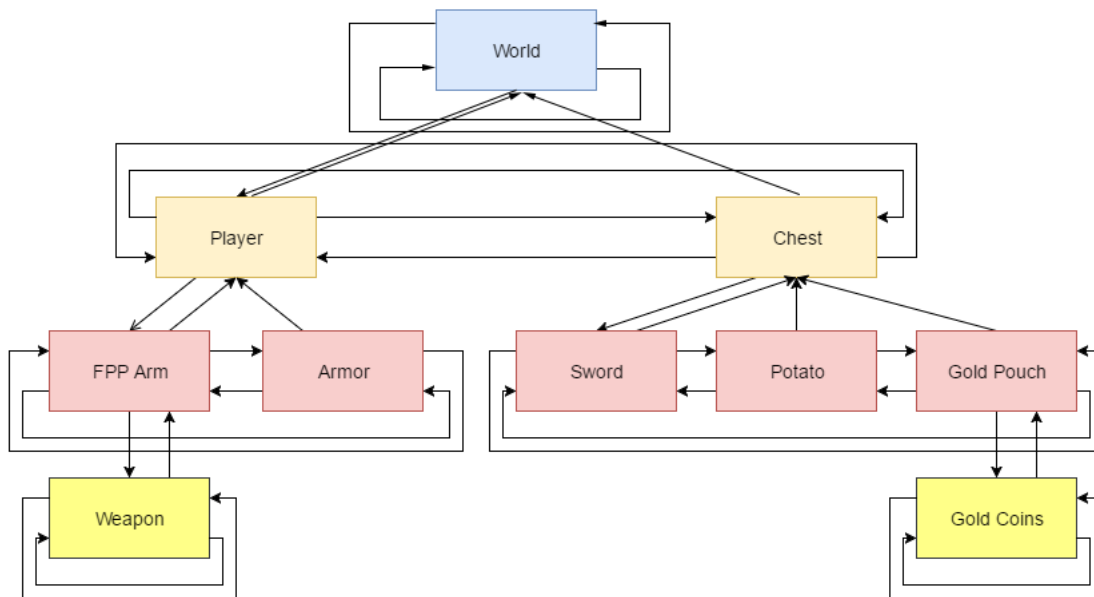 World
Player
Chest
FPP Arm
Armor
Sword
Potato
Gold Pouch
Weapon
Gold Coins